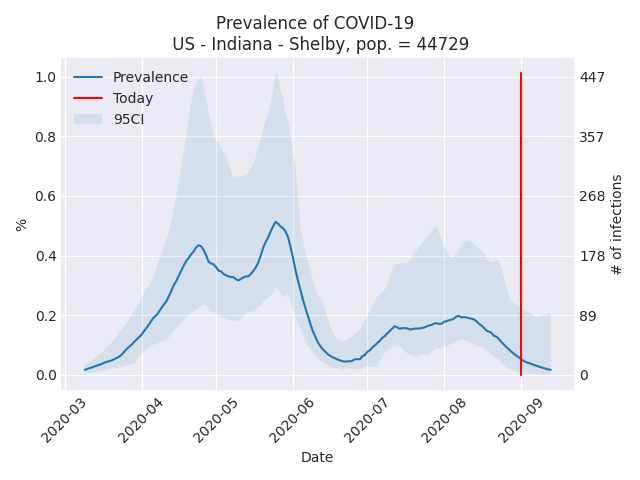 Prevalence of COVID-19
US - Indiana - Shelby, pop. = 44729
Prevalence
Today
95CI
1.0
0.8
0.6
0.4
0.2
0.0
%
447
357
268
178
89
0
# of infections
2020-03
2020-04
2020-05
2020-06
2020-07
2020-08
2020-09
Date